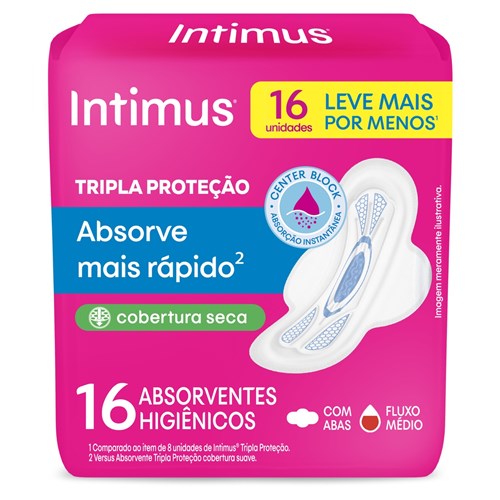 Intimus®
Intimus®
16
unidades
LEVE MAIS
POR MENOS¹
TRIPLA PROTEÇÃO
CENTER BLOCK
ABSORÇÃO INSTANTÂNEA
Absorve
mais rápido²
cobertura seca
Imagem meramente ilustrativa.
16 ABSORVENTES
HIGIÊNICOS
COM
ABAS
FLUXO
MÉDIO
1 Comparado ao item de 8 unidades de Intimus® Tripla Proteção.
2 Versus Absorvente Tripla Proteção cobertura suave.